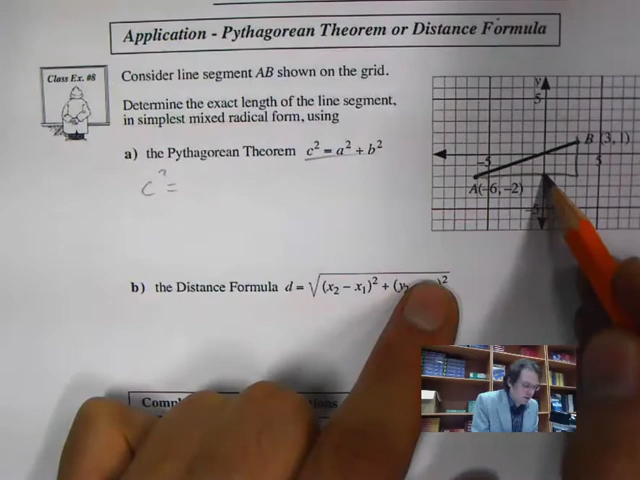 Application - Pythagorean Theorem or Distance Formula
Class Ex. #8
Consider line segment AB shown on the grid.
Determine the exact length of the line segment,
in simplest mixed radical form, using
a) the Pythagorean Theorem c² = a² + b²
c² =
y
5
B (3, 1)
-5
5
A(-6, -2)
-5
b) the Distance Formula d = √(x₂ − x₁)² + (y₂ )²